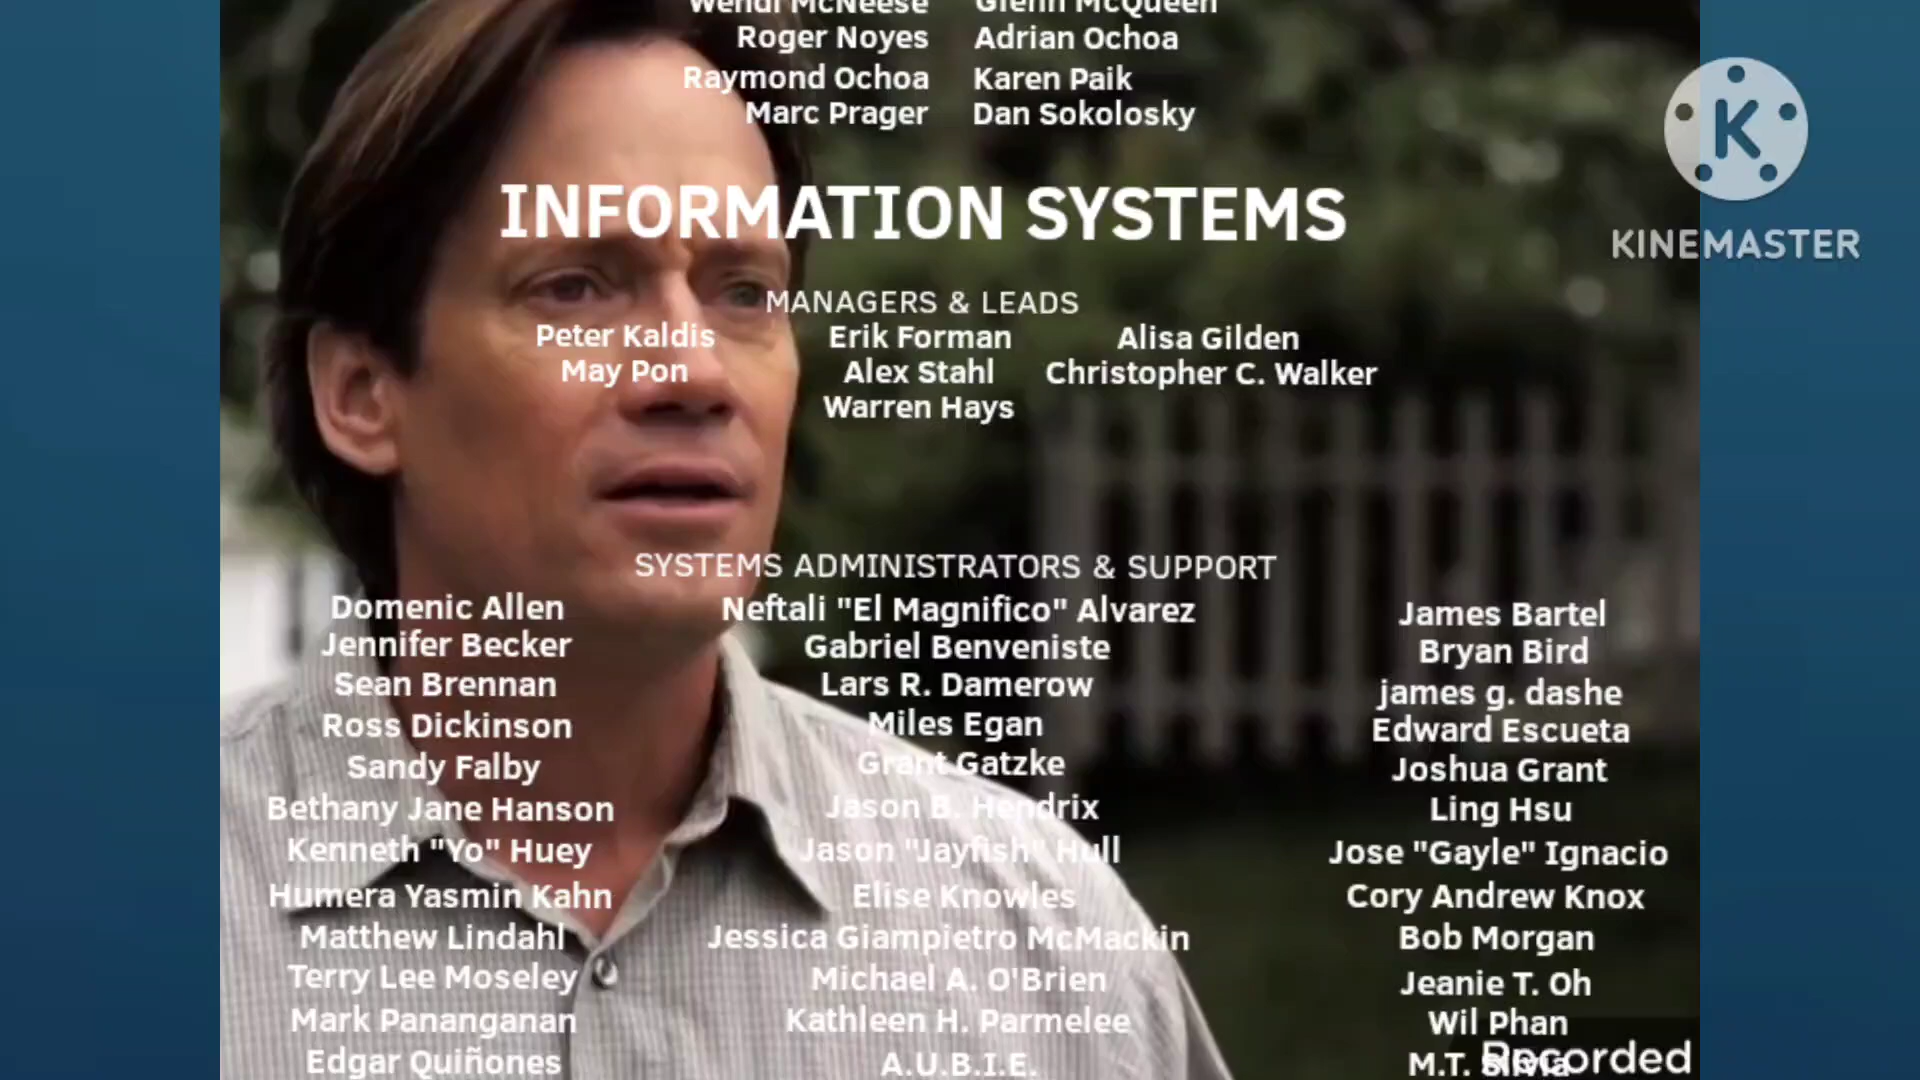 Wendi McNeese Glenn McQueen
Roger Noyes Adrian Ochoa
Raymond Ochoa Karen Paik
Marc Prager Dan Sokolosky
INFORMATION SYSTEMS
KINEMASTER
MANAGERS & LEADS
Peter Kaldis Erik Forman Alisa Gilden
May Pon Alex Stahl Christopher C. Walker
Warren Hays
SYSTEMS ADMINISTRATORS & SUPPORT
Domenic Allen Neftali "El Magnifico" Alvarez James Bartel
Jennifer Becker Gabriel Benveniste Bryan Bird
Sean Brennan Lars R. Damerow james g. dashe
Ross Dickinson Miles Egan Edward Escueta
Sandy Falby Grant Gatzke Joshua Grant
Bethany Jane Hanson Jason B. Hendrix Ling Hsu
Kenneth "Yo" Huey Jason "Jayfish" Hull Jose "Gayle" Ignacio
Humera Yasmin Kahn Elise Knowles Cory Andrew Knox
Matthew Lindahl Jessica Giampietro McMackin Bob Morgan
Terry Lee Moseley Michael A. O'Brien Jeanie T. Oh
Mark Pananganan Kathleen H. Parmelee Wil Phan
Edgar Quiñones A.U.B.I.E. M.T. Silvia
Recorded